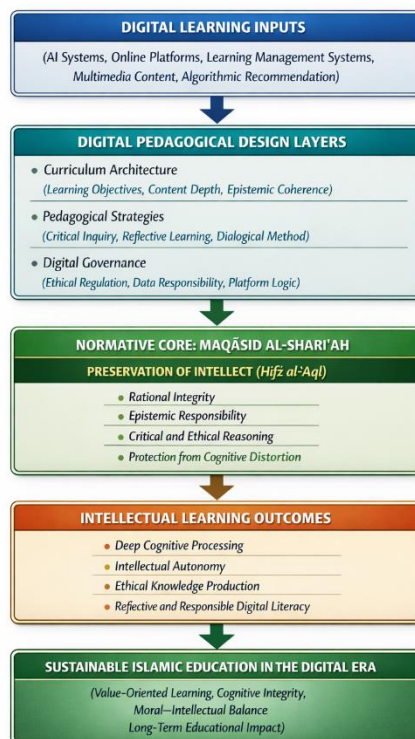 DIGITAL LEARNING INPUTS
(AI Systems, Online Platforms, Learning Management Systems,
Multimedia Content, Algorithmic Recommendation)
DIGITAL PEDAGOGICAL DESIGN LAYERS
• Curriculum Architecture
(Learning Objectives, Content Depth, Epistemic Coherence)
• Pedagogical Strategies
(Critical Inquiry, Reflective Learning, Dialogical Method)
• Digital Governance
(Ethical Regulation, Data Responsibility, Platform Logic)
NORMATIVE CORE: MAQĀSID AL-SHARI'AH
PRESERVATION OF INTELLECT (Hifẓ al-'Aql)
• Rational Integrity
• Epistemic Responsibility
• Critical and Ethical Reasoning
• Protection from Cognitive Distortion
INTELLECTUAL LEARNING OUTCOMES
• Deep Cognitive Processing
• Intellectual Autonomy
• Ethical Knowledge Production
• Reflective and Responsible Digital Literacy
SUSTAINABLE ISLAMIC EDUCATION IN THE DIGITAL ERA
(Value-Oriented Learning, Cognitive Integrity,
Moral—Intellectual Balance
Long-Term Educational Impact)